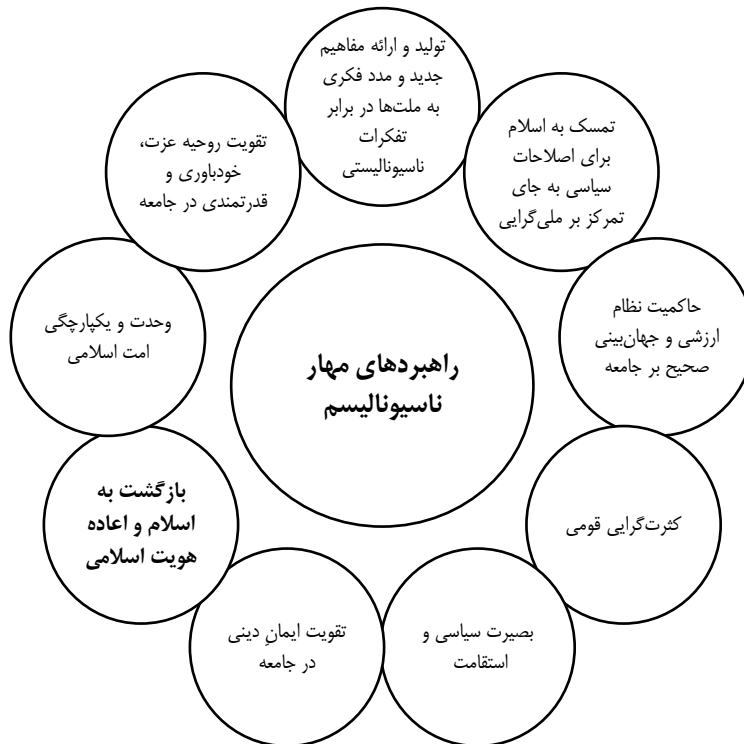 تولید و ارائه مفاهیم
جدید و مدد فکری
به ملت‌ها در برابر
تفکرات
ناسیونالیستی
تمسک به اسلام
برای اصلاحات
سیاسی به جای
تمرکز بر ملی‌گرایی
حاکمیت نظام
ارزشی و جهان‌بینی
صحیح بر جامعه
کثرت‌گرایی قومی
بصیرت سیاسی و
استقامت
تقویت ایمانِ دینی
در جامعه
بازگشت به
اسلام و اعاده
هویت اسلامی
وحدت و یکپارچگی
امت اسلامی
تقویت روحیه عزت،
خودباوری و
قدرتمندی در جامعه
راهبردهای مهار
ناسیونالیسم